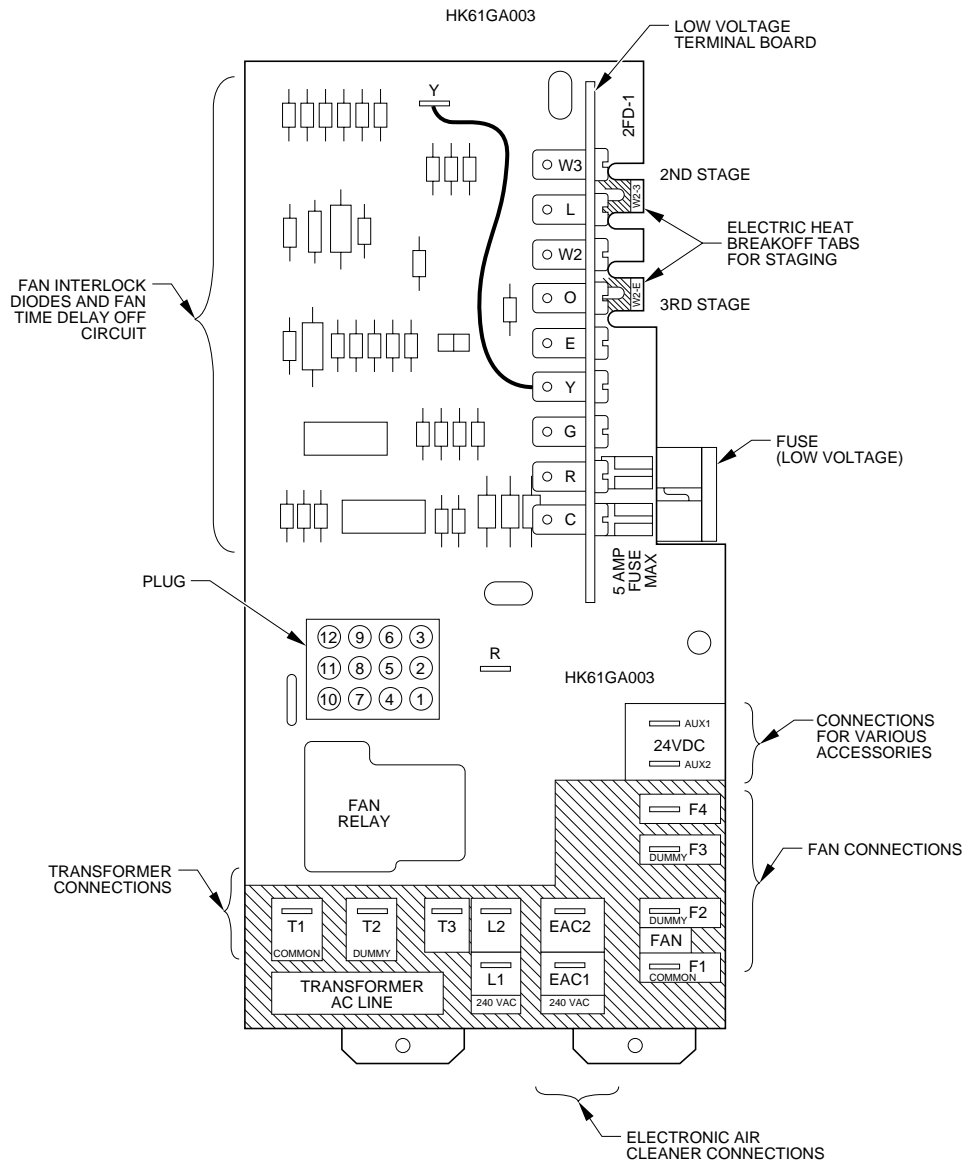 HK61GA003
LOW VOLTAGE
TERMINAL BOARD
Y
2FD-1
W3
2ND STAGE
W2-3
L
ELECTRIC HEAT
BREAKOFF TABS
FOR STAGING
W2
FAN INTERLOCK
DIODES AND FAN
TIME DELAY OFF
CIRCUIT
O
W2-E
3RD STAGE
E
Y
G
FUSE
(LOW VOLTAGE)
R
C
5 AMP
FUSE
MAX
PLUG
12 9 6 3
11 8 5 2
10 7 4 1
R
HK61GA003
AUX1
24VDC
AUX2
CONNECTIONS
FOR VARIOUS
ACCESSORIES
FAN
RELAY
F4
F3
DUMMY
FAN CONNECTIONS
TRANSFORMER
CONNECTIONS
T1
COMMON
T2
DUMMY
T3
L2
EAC2
F2
DUMMY
FAN
F1
COMMON
TRANSFORMER
AC LINE
L1
240 VAC
EAC1
240 VAC
ELECTRONIC AIR
CLEANER CONNECTIONS